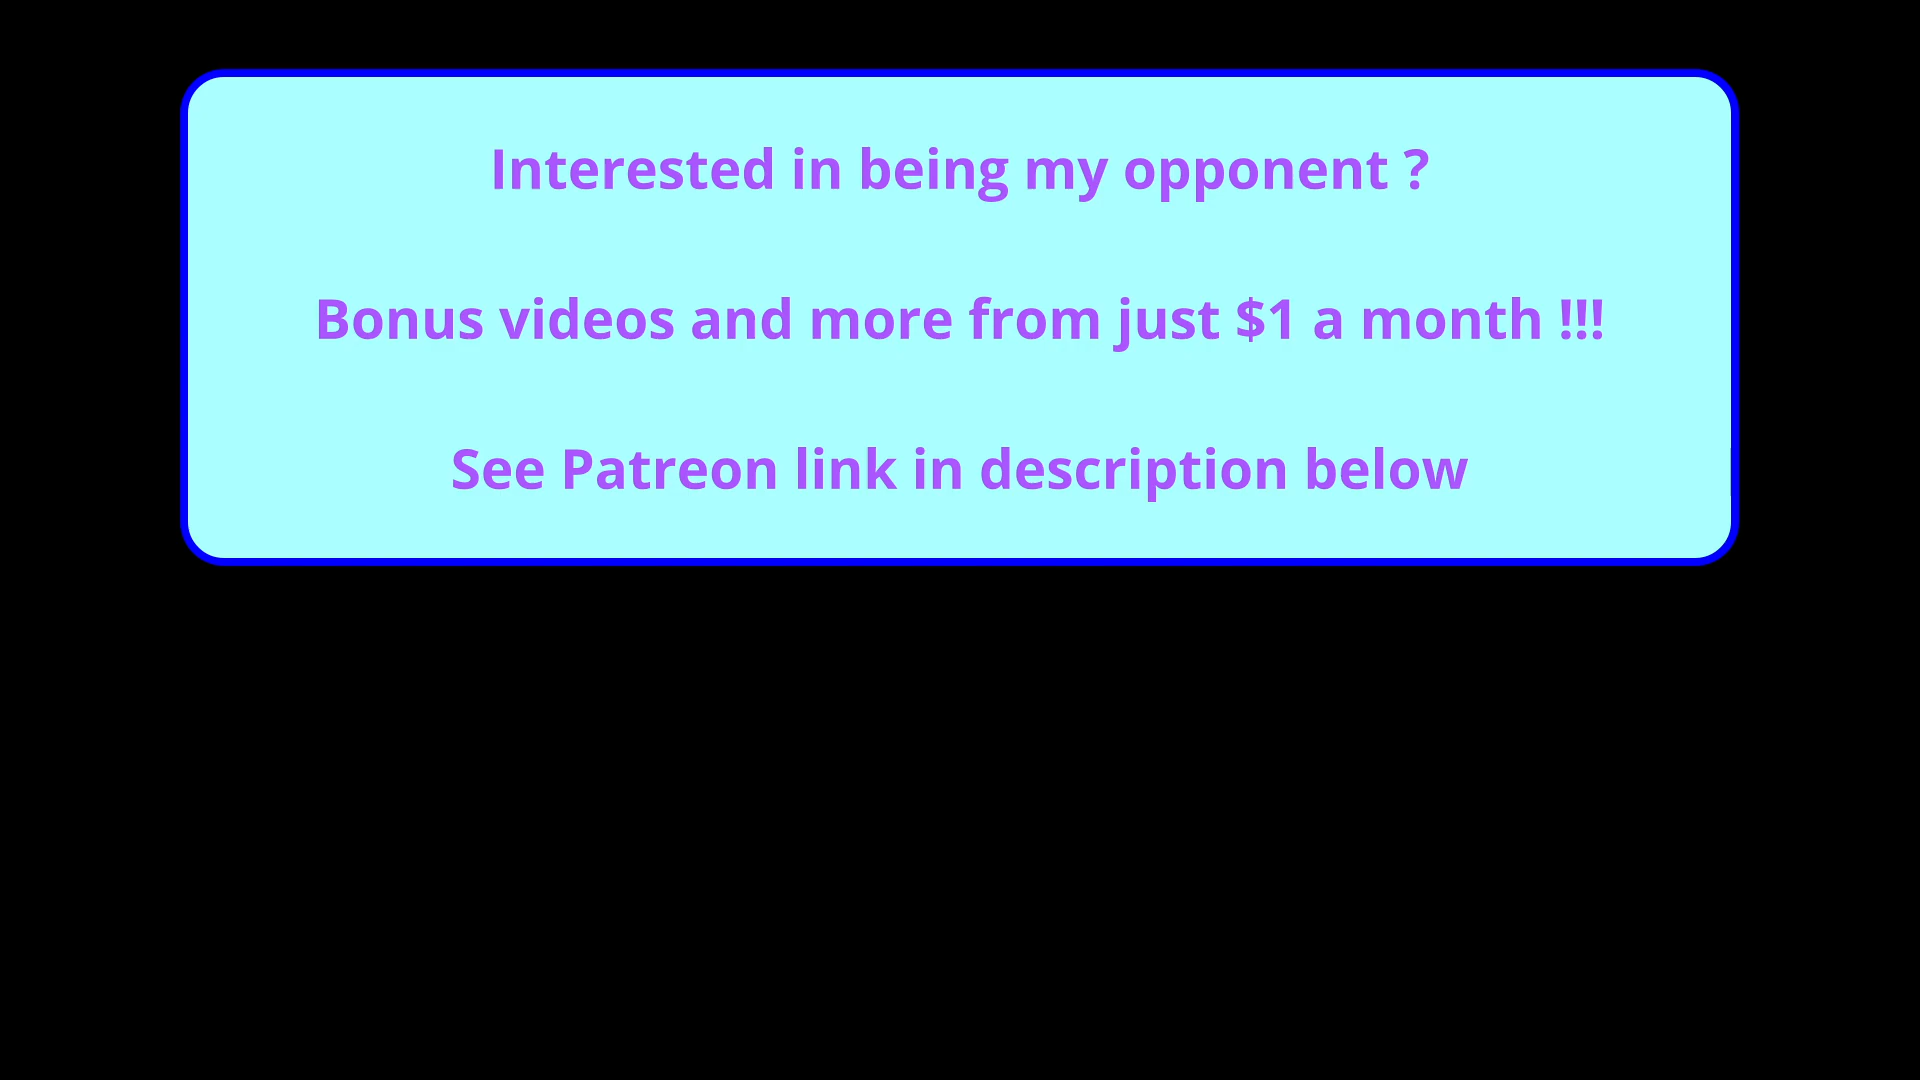 Interested in being my opponent ?
Bonus videos and more from just $1 a month !!!
See Patreon link in description below